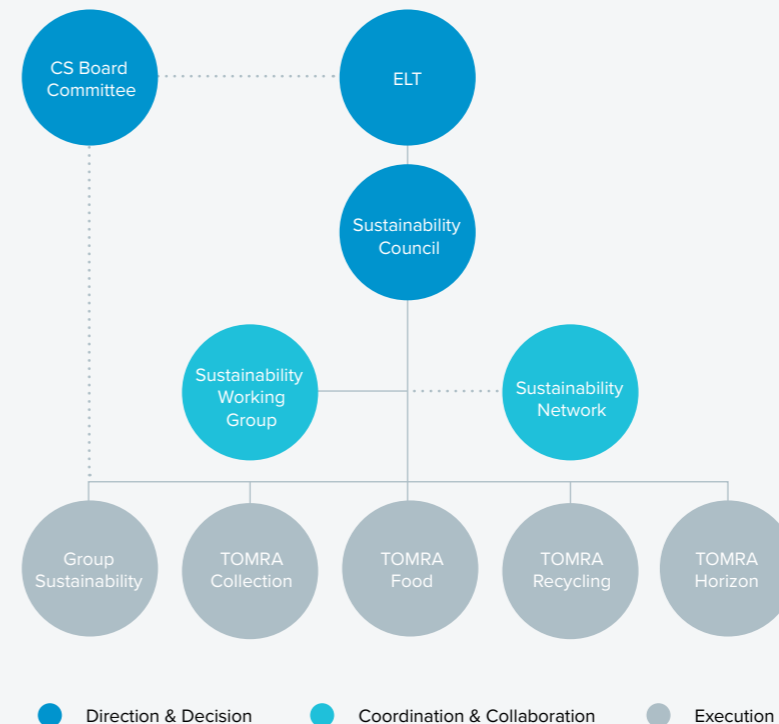 CS Board
Committee
ELT
Sustainability
Council
Sustainability
Working
Group
Sustainability
Network
Group
Sustainability
TOMRA
Collection
TOMRA
Food
TOMRA
Recycling
TOMRA
Horizon
Direction & Decision
Coordination & Collaboration
Execution